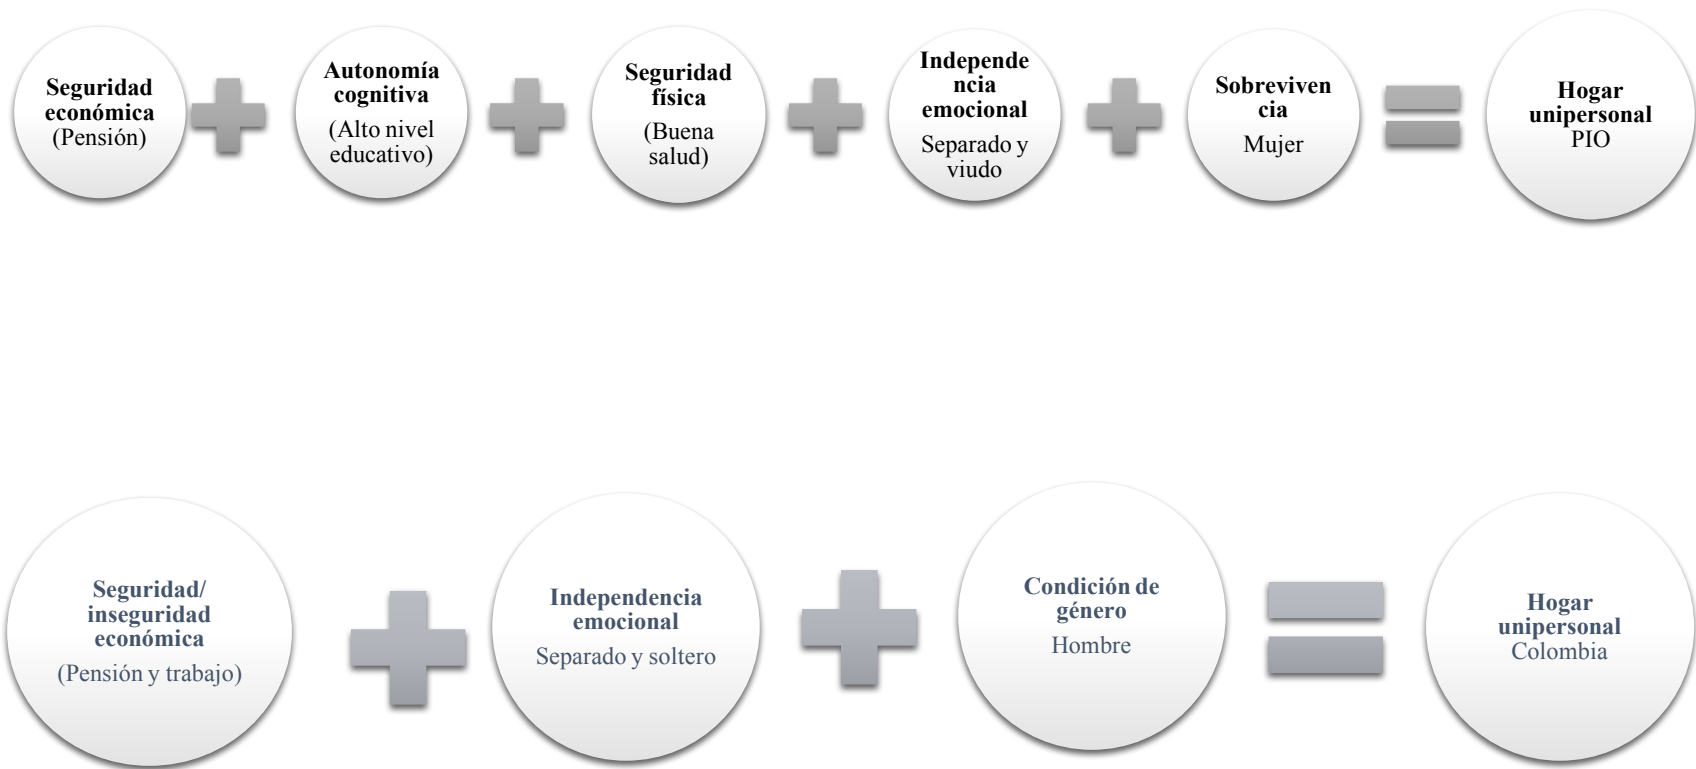 Seguridad
económica
(Pensión)
Autonomía
cognitiva
(Alto nivel
educativo)
Seguridad
física
(Buena
salud)
Independe
ncia
emocional
Separado y
viudo
Sobreviven
cia
Mujer
Hogar
unipersonal
PIO
Seguridad/
inseguridad
económica
(Pensión y trabajo)
Independencia
emocional
Separado y soltero
Condición de
género
Hombre
Hogar
unipersonal
Colombia